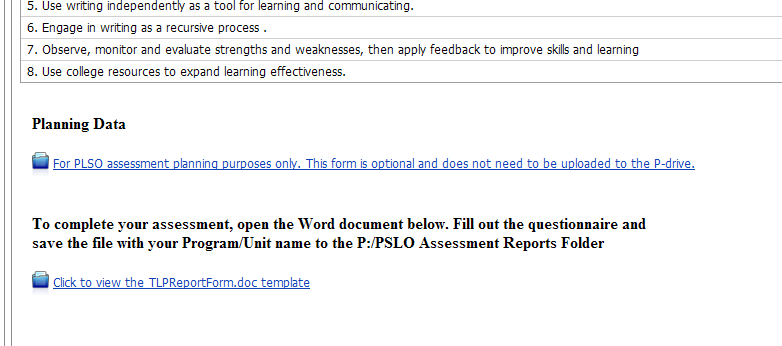 5. Use writing independently as a tool for learning and communicating.
6. Engage in writing as a recursive process .
7. Observe, monitor and evaluate strengths and weaknesses, then apply feedback to improve skills and learning
8. Use college resources to expand learning effectiveness.
Planning Data
For PLSO assessment planning purposes only. This form is optional and does not need to be uploaded to the P-drive.
To complete your assessment, open the Word document below. Fill out the questionnaire and
save the file with your Program/Unit name to the P:/PSLO Assessment Reports Folder
Click to view the TLPReportForm.doc template